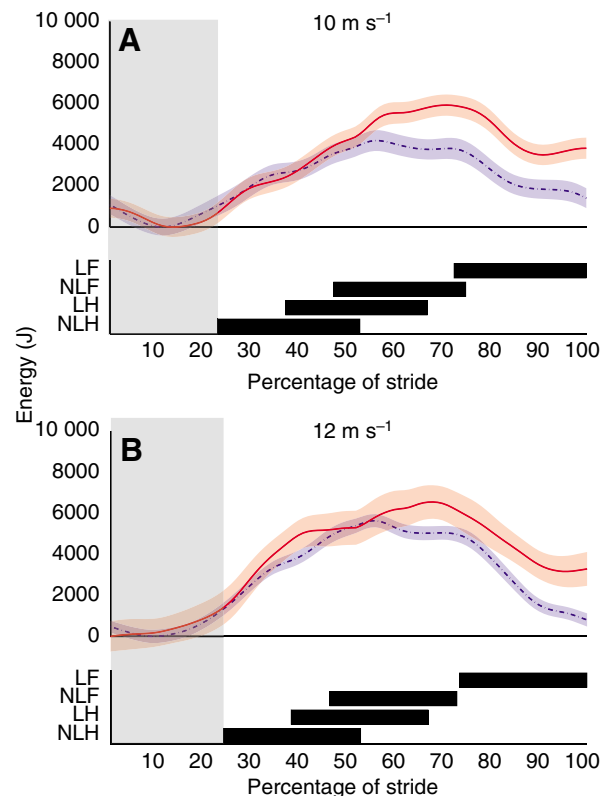 10 000
A
10 m s–1
8000
6000
4000
2000
0
LF
NLF
LH
NLH
10 20 30 40 50 60 70 80 90 100
Percentage of stride
Energy (J)
10 000
B
12 m s–1
8000
6000
4000
2000
0
LF
NLF
LH
NLH
10 20 30 40 50 60 70 80 90 100
Percentage of stride